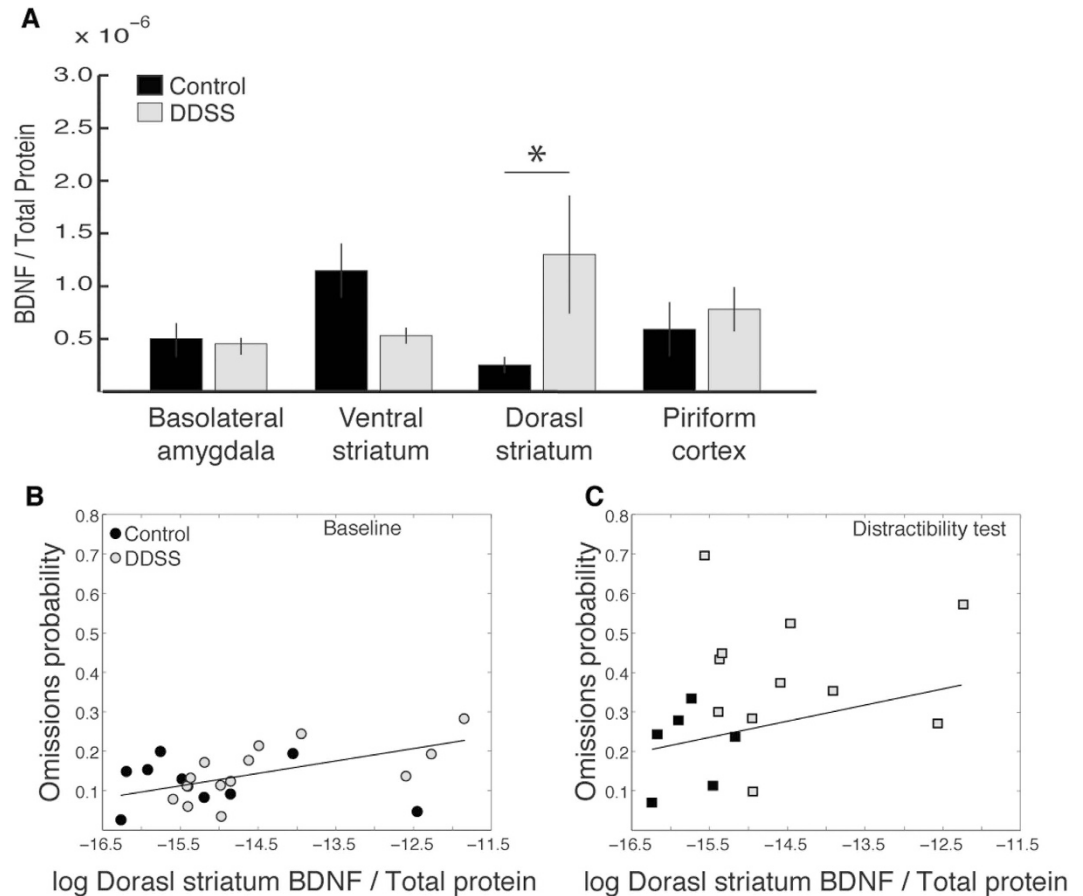 A
x 10⁻⁶
3.0
2.5
2.0
1.5
1.0
0.5
BDNF / Total Protein
Control
DDSS
*
Basolateral amygdala
Ventral striatum
Dorasl striatum
Piriform cortex
B
Baseline
Control
DDSS
Omissions probability
0.8
0.7
0.6
0.5
0.4
0.3
0.2
0.1
−16.5 −15.5 −14.5 −13.5 −12.5 −11.5
log Dorasl striatum BDNF / Total protein
C
Distractibility test
Omissions probability
0.8
0.7
0.6
0.5
0.4
0.3
0.2
0.1
−16.5 −15.5 −14.5 −13.5 −12.5 −11.5
log Dorasl striatum BDNF / Total protein